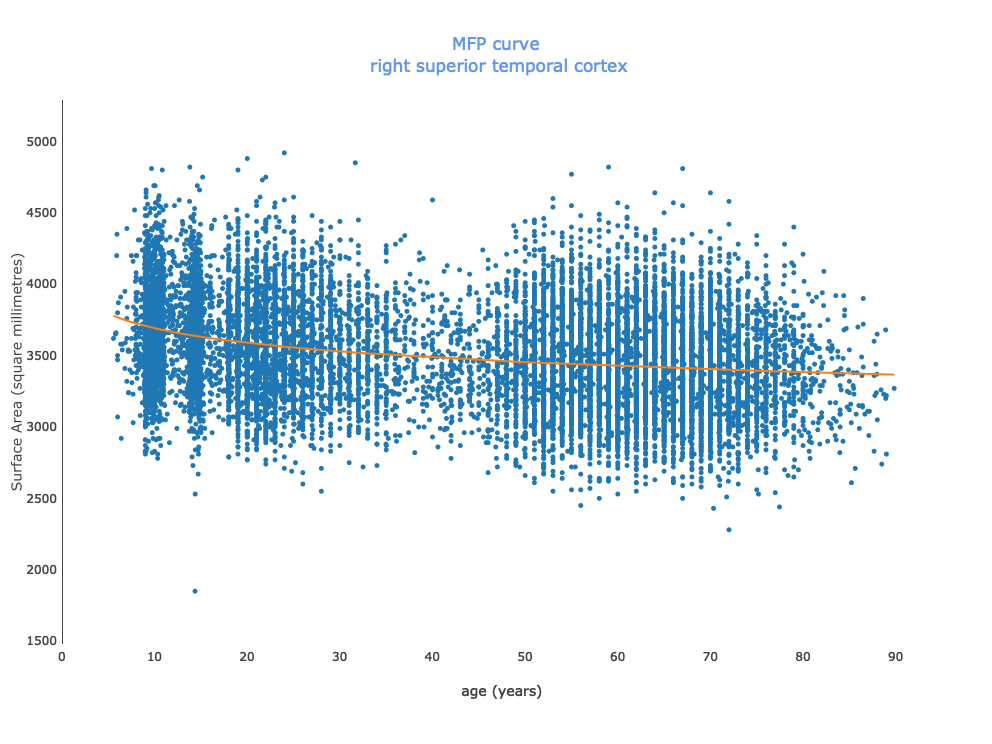 MFP curve
right superior temporal cortex
Surface Area (square millimetres)
5000
4500
4000
3500
3000
2500
2000
1500
0 10 20 30 40 50 60 70 80 90
age (years)